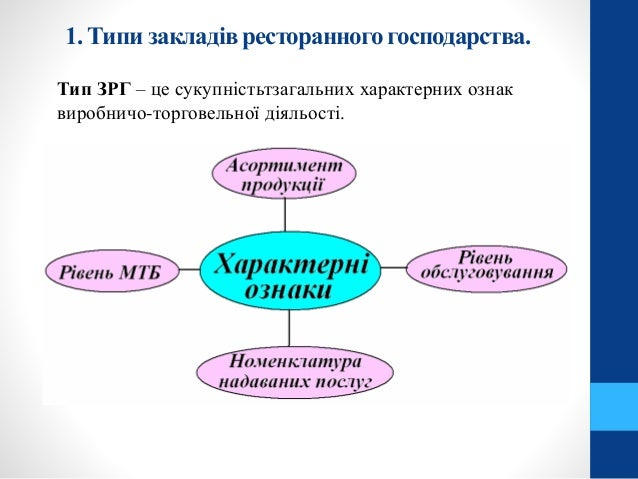 1. Типи закладів ресторанного господарства.
Тип ЗРГ – це сукупністьтзагальних характерних ознак
виробничо-торговельної діяльості.
Асортимент
продукції
Рівень МТБ
Характерні
ознаки
Рівень
обслуговування
Номенклатура
надаваних послуг